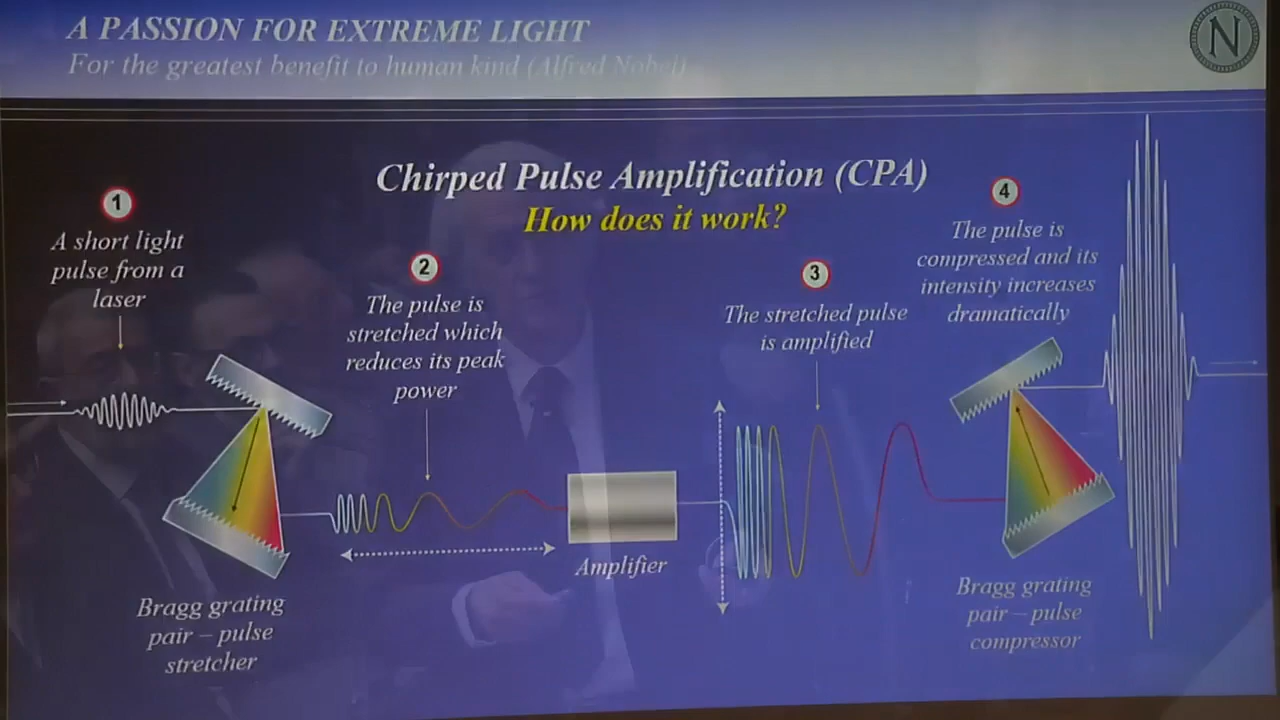 A PASSION FOR EXTREME LIGHT
For the greatest benefit to human kind (Alfred Nobel)
N
Chirped Pulse Amplification (CPA)
How does it work?
1
A short light
pulse from a
laser
2
The pulse is
stretched which
reduces its peak
power
3
The stretched pulse
is amplified
4
The pulse is
compressed and its
intensity increases
dramatically
Bragg grating
pair – pulse
stretcher
Amplifier
Bragg grating
pair – pulse
compressor